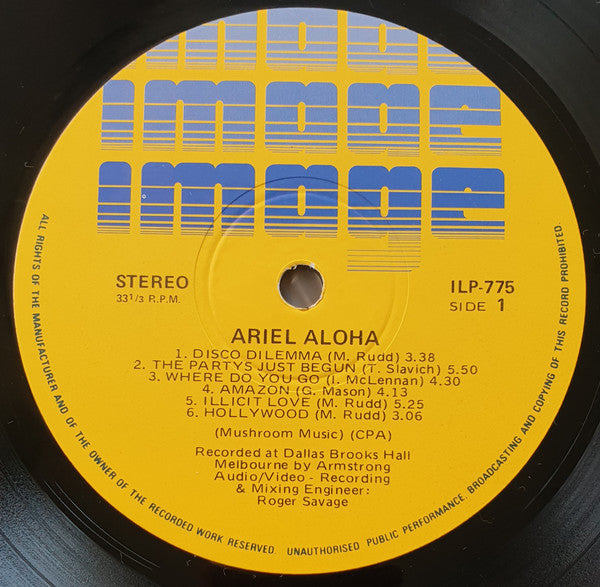 image
image
image
STEREO
33 1/3 R.P.M.
ILP-775
SIDE 1
ARIEL ALOHA
1. DISCO DILEMMA (M. Rudd) 3.38
2. THE PARTYS JUST BEGUN (T. Slavich) 5.50
3. WHERE DO YOU GO (I. McLennan) 4.30
4. AMAZON (G. Mason) 4.13
5. ILLICIT LOVE (M. Rudd) 5.25
6. HOLLYWOOD (M. Rudd) 3.06
(Mushroom Music) (CPA)
Recorded at Dallas Brooks Hall
Melbourne by Armstrong
Audio/Video - Recording
& Mixing Engineer:
Roger Savage
ALL RIGHTS OF THE MANUFACTURER AND OF THE OWNER OF THE RECORDED WORK RESERVED. UNAUTHORISED PUBLIC PERFORMANCE, BROADCASTING AND COPYING OF THIS RECORD PROHIBITED.